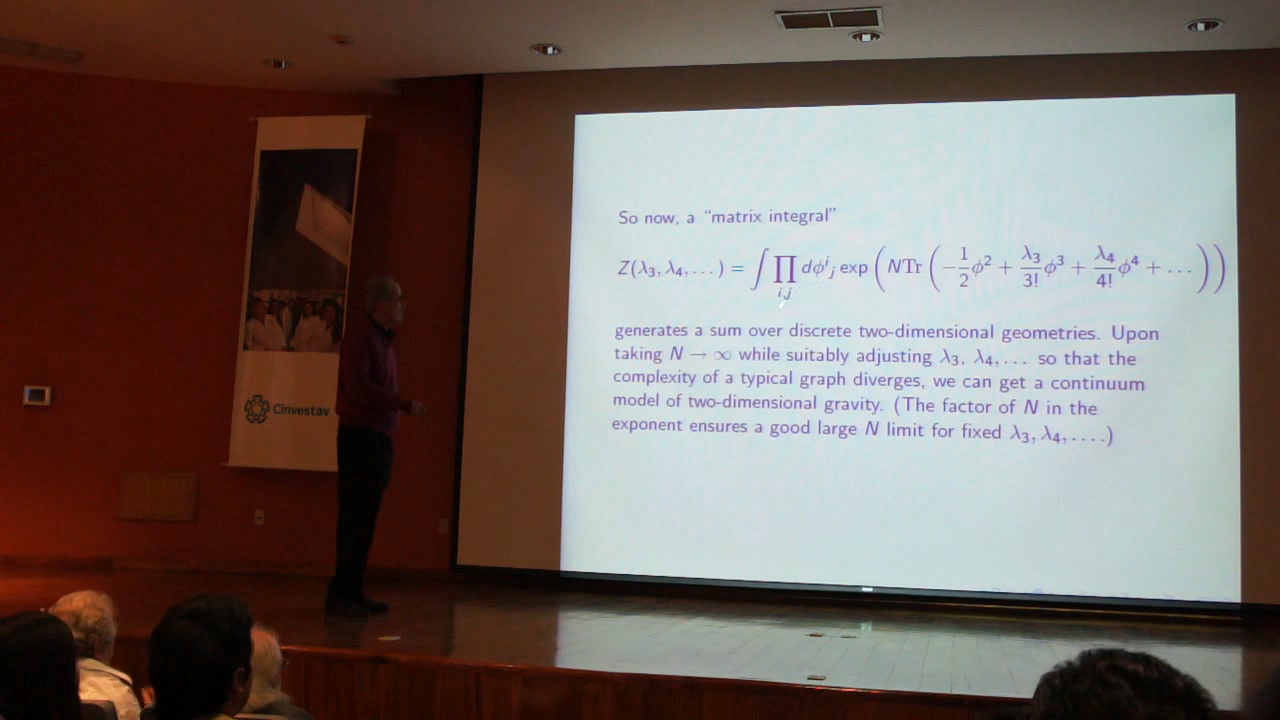 Cinvestav
So now, a “matrix integral”
Z(λ₃, λ₄, . . . ) = ∫ ∏_{i,j} dϕⁱⱼ exp ( N Tr ( −½ϕ² + λ₃/3! ϕ³ + λ₄/4! ϕ⁴ + . . . ) )
generates a sum over discrete two-dimensional geometries. Upon
taking N → ∞ while suitably adjusting λ₃, λ₄, . . . so that the
complexity of a typical graph diverges, we can get a continuum
model of two-dimensional gravity. (The factor of N in the
exponent ensures a good large N limit for fixed λ₃, λ₄, . . . .)